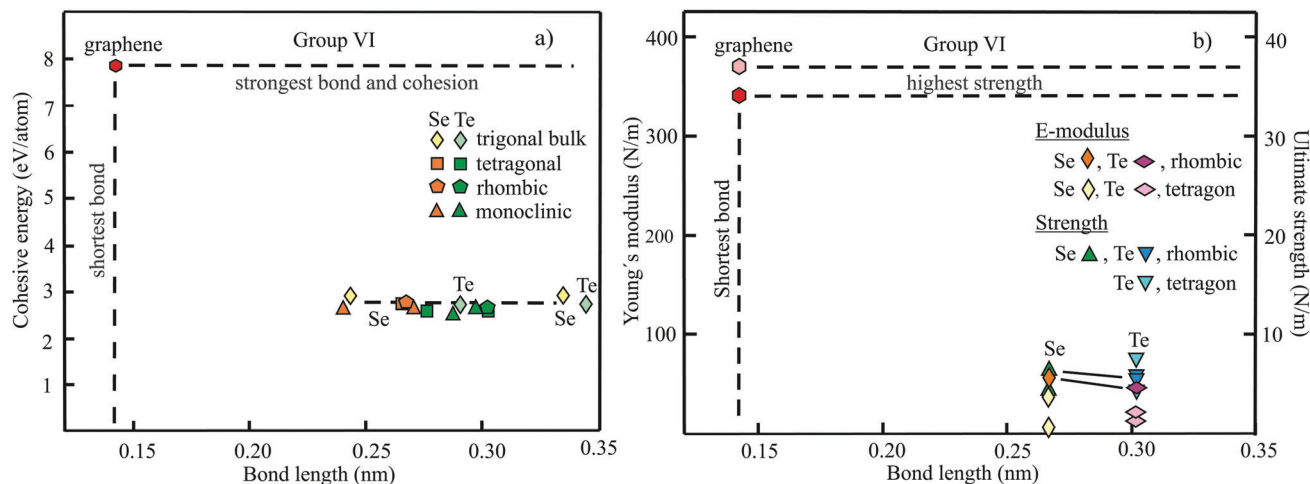 Group VI
a)
graphene
strongest bond and cohesion
Se Te
trigonal bulk
tetragonal
rhombic
monoclinic
shortest bond
Cohesive energy (eV/atom)
8
7
6
5
4
3
2
1
Te
Te
Se
Se
0.15
0.20
0.25
0.30
0.35
Bond length (nm)
Group VI
b)
graphene
highest strength
E-modulus
Se , Te , rhombic
Se , Te , tetragon
Strength
Se , Te , rhombic
Te , tetragon
Shortest bond
Young´s modulus (N/m)
400
300
200
100
Ultimate strength (N/m)
40
30
20
10
Se
Te
0.15
0.20
0.25
0.30
0.35
Bond length (nm)